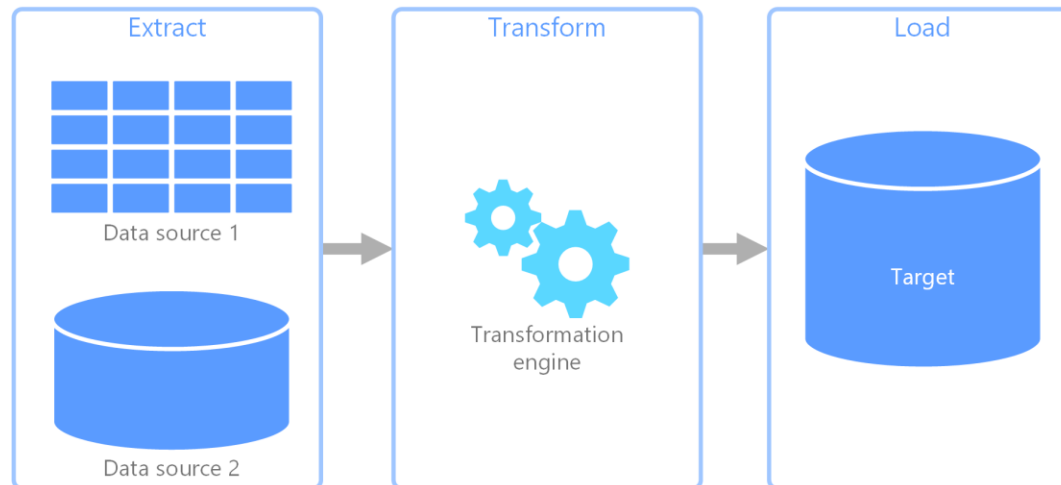 Extract
Data source 1
Data source 2
Transform
Transformation
engine
Load
Target